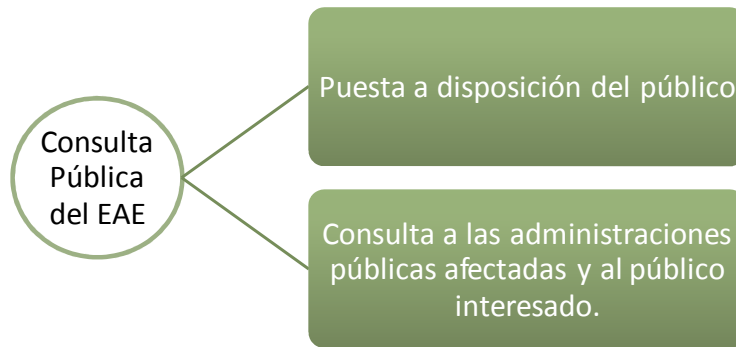 Consulta
Pública
del EAE
Puesta a disposición del público
Consulta a las administraciones
públicas afectadas y al público
interesado.